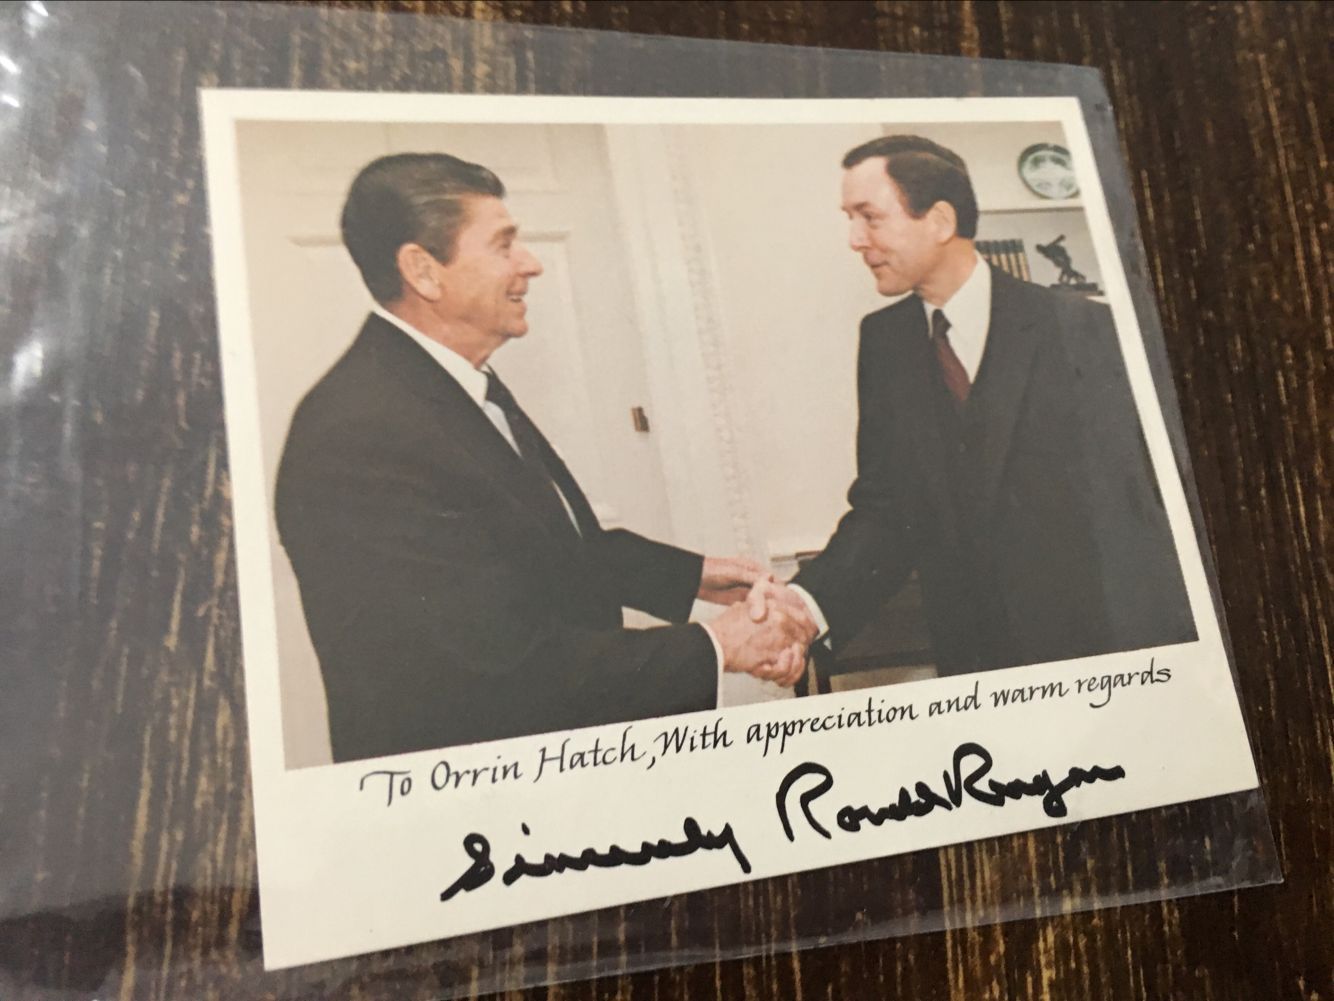 To Orrin Hatch, With appreciation and warm regards
Sincerely Ronald Reagan